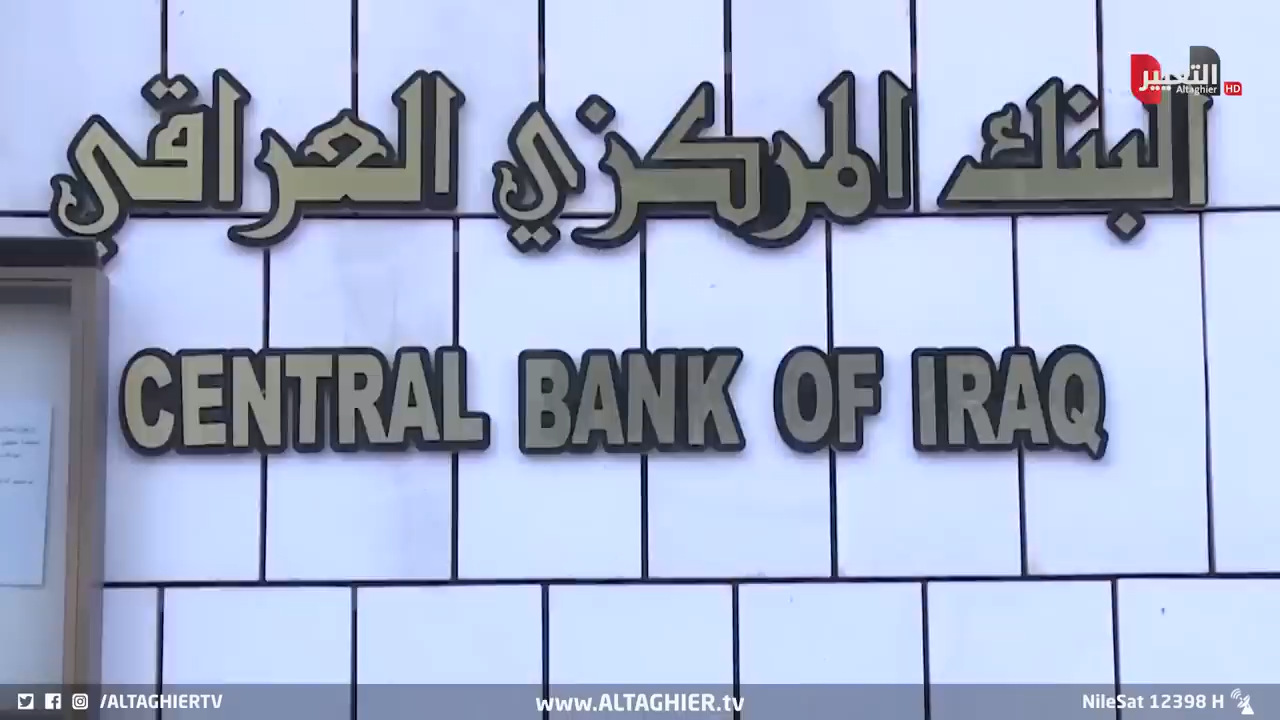 التغيير
Altaghier HD
البنك المركزي العراقي
CENTRAL BANK OF IRAQ
/ALTAGHIERTV
www.ALTAGHIER.tv
NileSat 12398 H